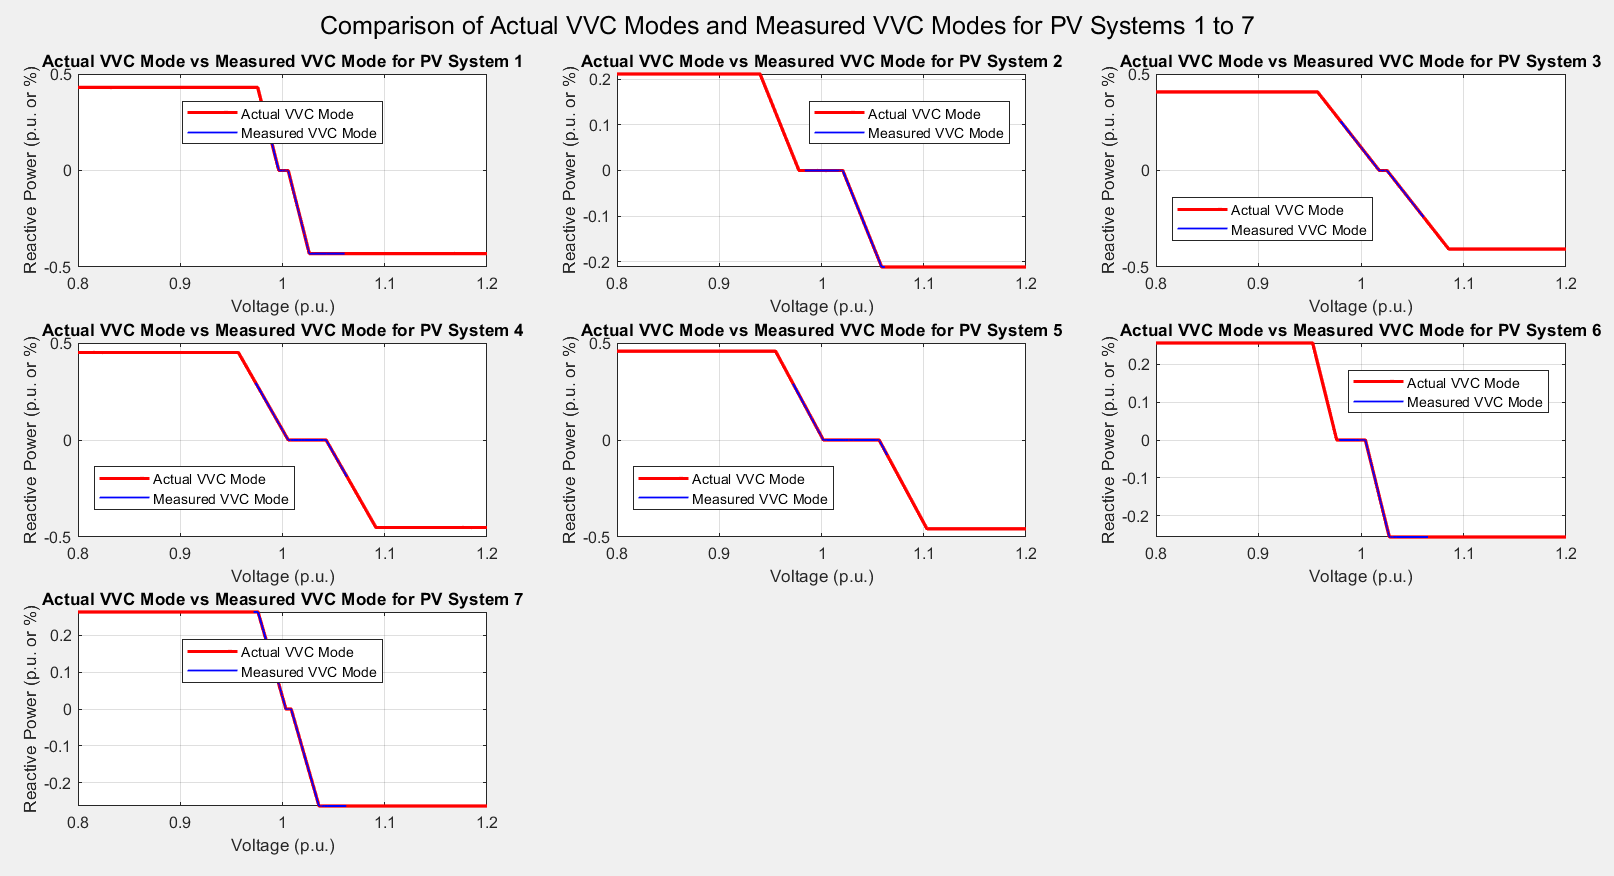 Comparison of Actual VVC Modes and Measured VVC Modes for PV Systems 1 to 7
Actual VVC Mode vs Measured VVC Mode for PV System 1
Reactive Power (p.u. or %)
0.5
0
-0.5
Actual VVC Mode
Measured VVC Mode
0.8 0.9 1 1.1 1.2
Voltage (p.u.)
Actual VVC Mode vs Measured VVC Mode for PV System 2
Reactive Power (p.u. or %)
0.2
0.1
0
-0.1
-0.2
Actual VVC Mode
Measured VVC Mode
0.8 0.9 1 1.1 1.2
Voltage (p.u.)
Actual VVC Mode vs Measured VVC Mode for PV System 3
Reactive Power (p.u. or %)
0.5
0
-0.5
Actual VVC Mode
Measured VVC Mode
0.8 0.9 1 1.1 1.2
Voltage (p.u.)
Actual VVC Mode vs Measured VVC Mode for PV System 4
Reactive Power (p.u. or %)
0.5
0
-0.5
Actual VVC Mode
Measured VVC Mode
0.8 0.9 1 1.1 1.2
Voltage (p.u.)
Actual VVC Mode vs Measured VVC Mode for PV System 5
Reactive Power (p.u. or %)
0.5
0
-0.5
Actual VVC Mode
Measured VVC Mode
0.8 0.9 1 1.1 1.2
Voltage (p.u.)
Actual VVC Mode vs Measured VVC Mode for PV System 6
Reactive Power (p.u. or %)
0.2
0.1
0
-0.1
-0.2
Actual VVC Mode
Measured VVC Mode
0.8 0.9 1 1.1 1.2
Voltage (p.u.)
Actual VVC Mode vs Measured VVC Mode for PV System 7
Reactive Power (p.u. or %)
0.2
0.1
0
-0.1
-0.2
Actual VVC Mode
Measured VVC Mode
0.8 0.9 1 1.1 1.2
Voltage (p.u.)